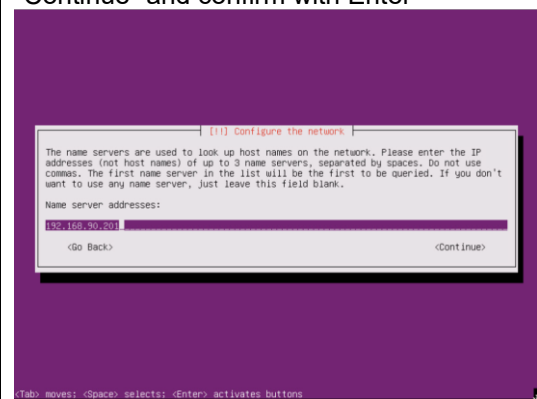 "Continue" and confirm with Enter
[!!] Configure the network
The name servers are used to look up host names on the network. Please enter the IP
addresses (not host names) of up to 3 name servers, separated by spaces. Do not use
commas. The first name server in the list will be the first to be queried. If you don't
want to use any name server, just leave this field blank.
Name server addresses:
192.168.90.201
<Go Back> <Continue>
<Tab> moves; <Space> selects; <Enter> activates buttons